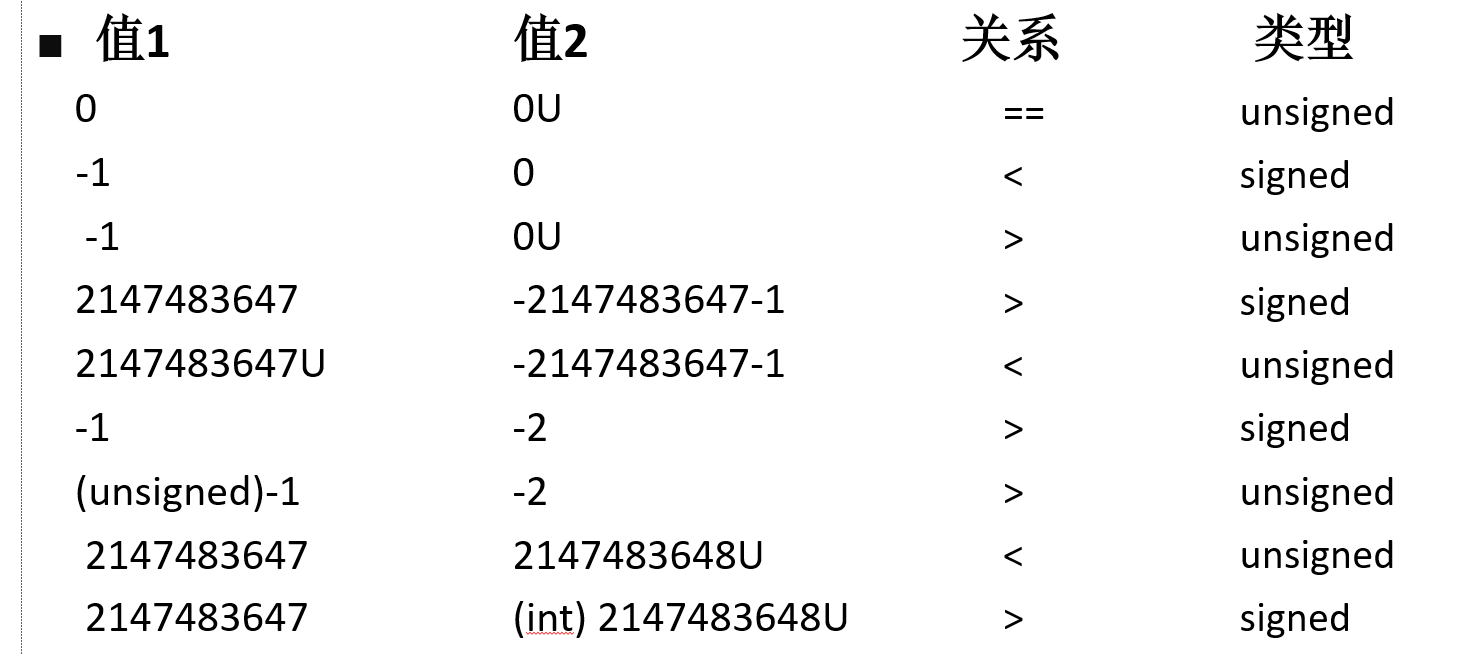 ■ 值1 值2 关系 类型
0 0U == unsigned
-1 0 < signed
-1 0U > unsigned
2147483647 -2147483647-1 > signed
2147483647U -2147483647-1 < unsigned
-1 -2 > signed
(unsigned)-1 -2 > unsigned
2147483647 2147483648U < unsigned
2147483647 (int) 2147483648U > signed